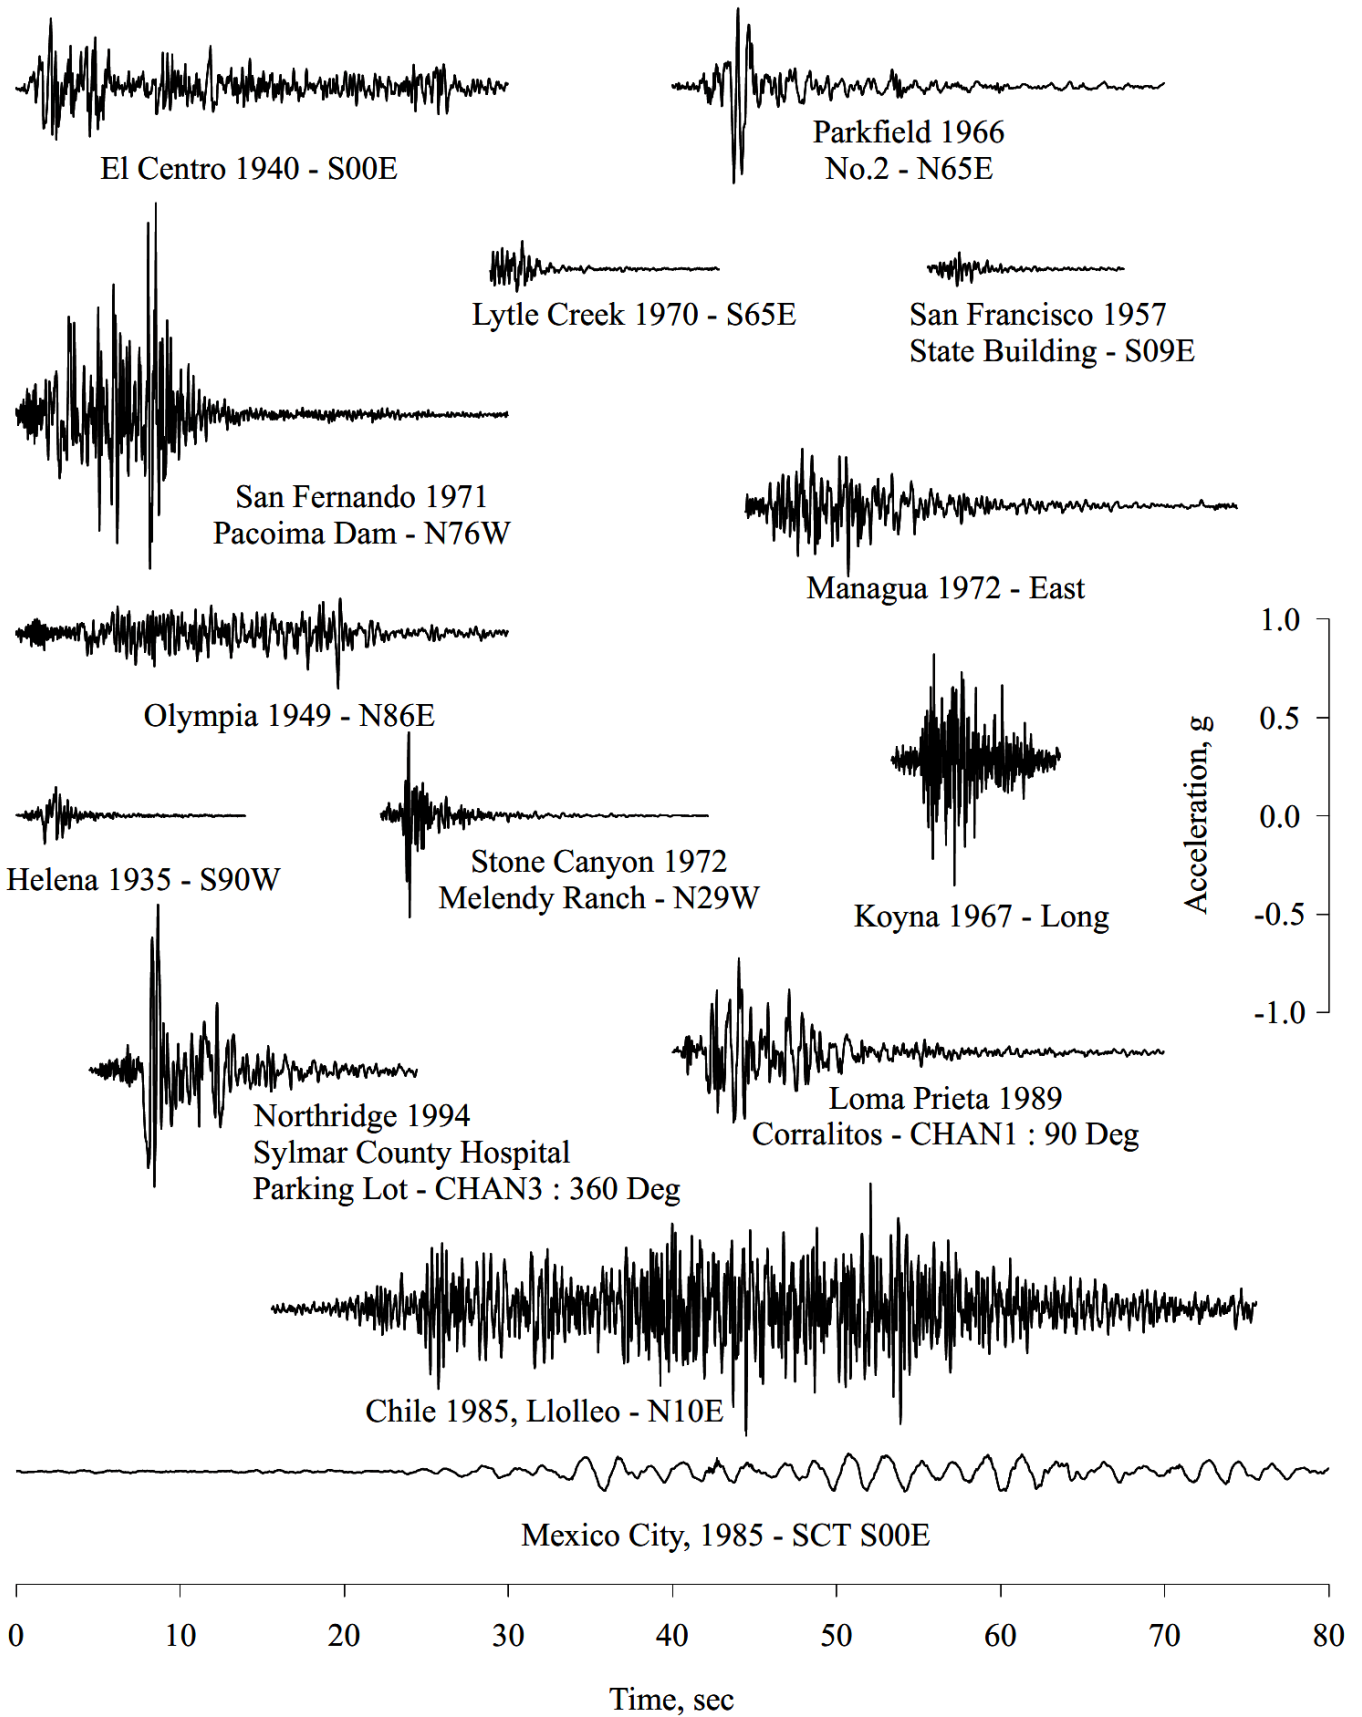 El Centro 1940 - S00E
Parkfield 1966
No.2 - N65E
Lytle Creek 1970 - S65E
San Francisco 1957
State Building - S09E
San Fernando 1971
Pacoima Dam - N76W
Managua 1972 - East
Olympia 1949 - N86E
Helena 1935 - S90W
Stone Canyon 1972
Melendy Ranch - N29W
Koyna 1967 - Long
1.0
0.5
0.0
-0.5
-1.0
Acceleration, g
Northridge 1994
Sylmar County Hospital
Parking Lot - CHAN3 : 360 Deg
Loma Prieta 1989
Corralitos - CHAN1 : 90 Deg
Chile 1985, Llolleo - N10E
Mexico City, 1985 - SCT S00E
0 10 20 30 40 50 60 70 80
Time, sec